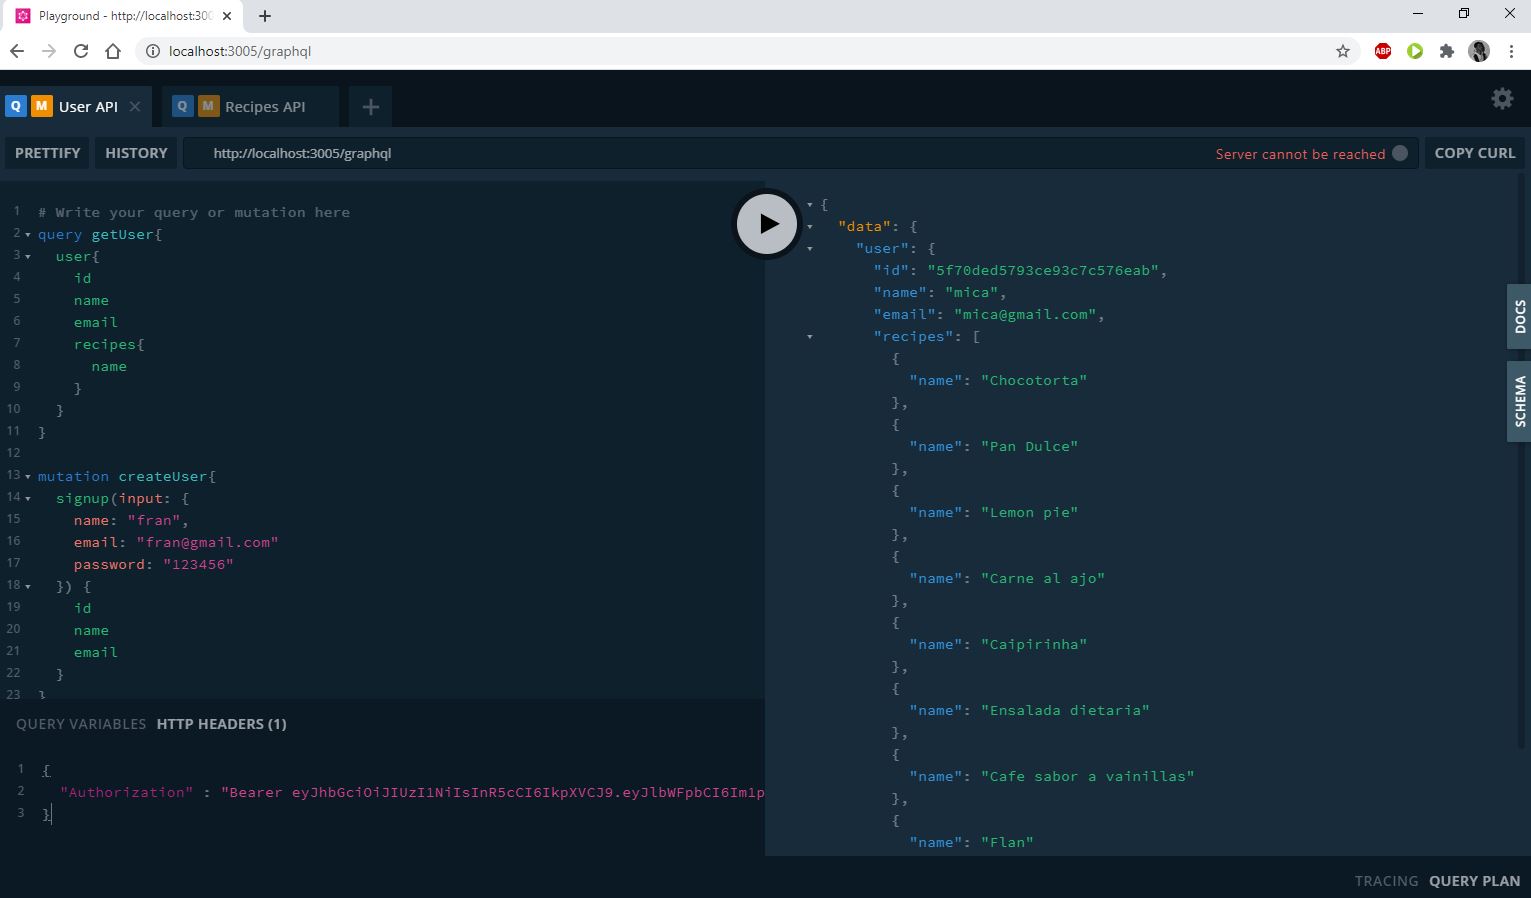 Playground - http://localhost:300
localhost:3005/graphql
ABP
Q M User API
Q M Recipes API
PRETTIFY HISTORY http://localhost:3005/graphql Server cannot be reached COPY CURL
1 # Write your query or mutation here
2 query getUser{
3 user{
4 id
5 name
6 email
7 recipes{
8 name
9 }
10 }
11 }
12
13 mutation createUser{
14 signup(input: {
15 name: "fran",
16 email: "fran@gmail.com"
17 password: "123456"
18 }) {
19 id
20 name
21 email
22 }
23 }
QUERY VARIABLES HTTP HEADERS (1)
1 {
2 "Authorization" : "Bearer eyJhbGciOiJIUzI1NiIsInR5cCI6IkpXVCJ9.eyJlbWFpbCI6Im1p
3 }
{
"data": {
"user": {
"id": "5f70ded5793ce93c7c576eab",
"name": "mica",
"email": "mica@gmail.com",
"recipes": [
{
"name": "Chocotorta"
},
{
"name": "Pan Dulce"
},
{
"name": "Lemon pie"
},
{
"name": "Carne al ajo"
},
{
"name": "Caipirinha"
},
{
"name": "Ensalada dietaria"
},
{
"name": "Cafe sabor a vainillas"
},
{
"name": "Flan"
DOCS
SCHEMA
TRACING QUERY PLAN